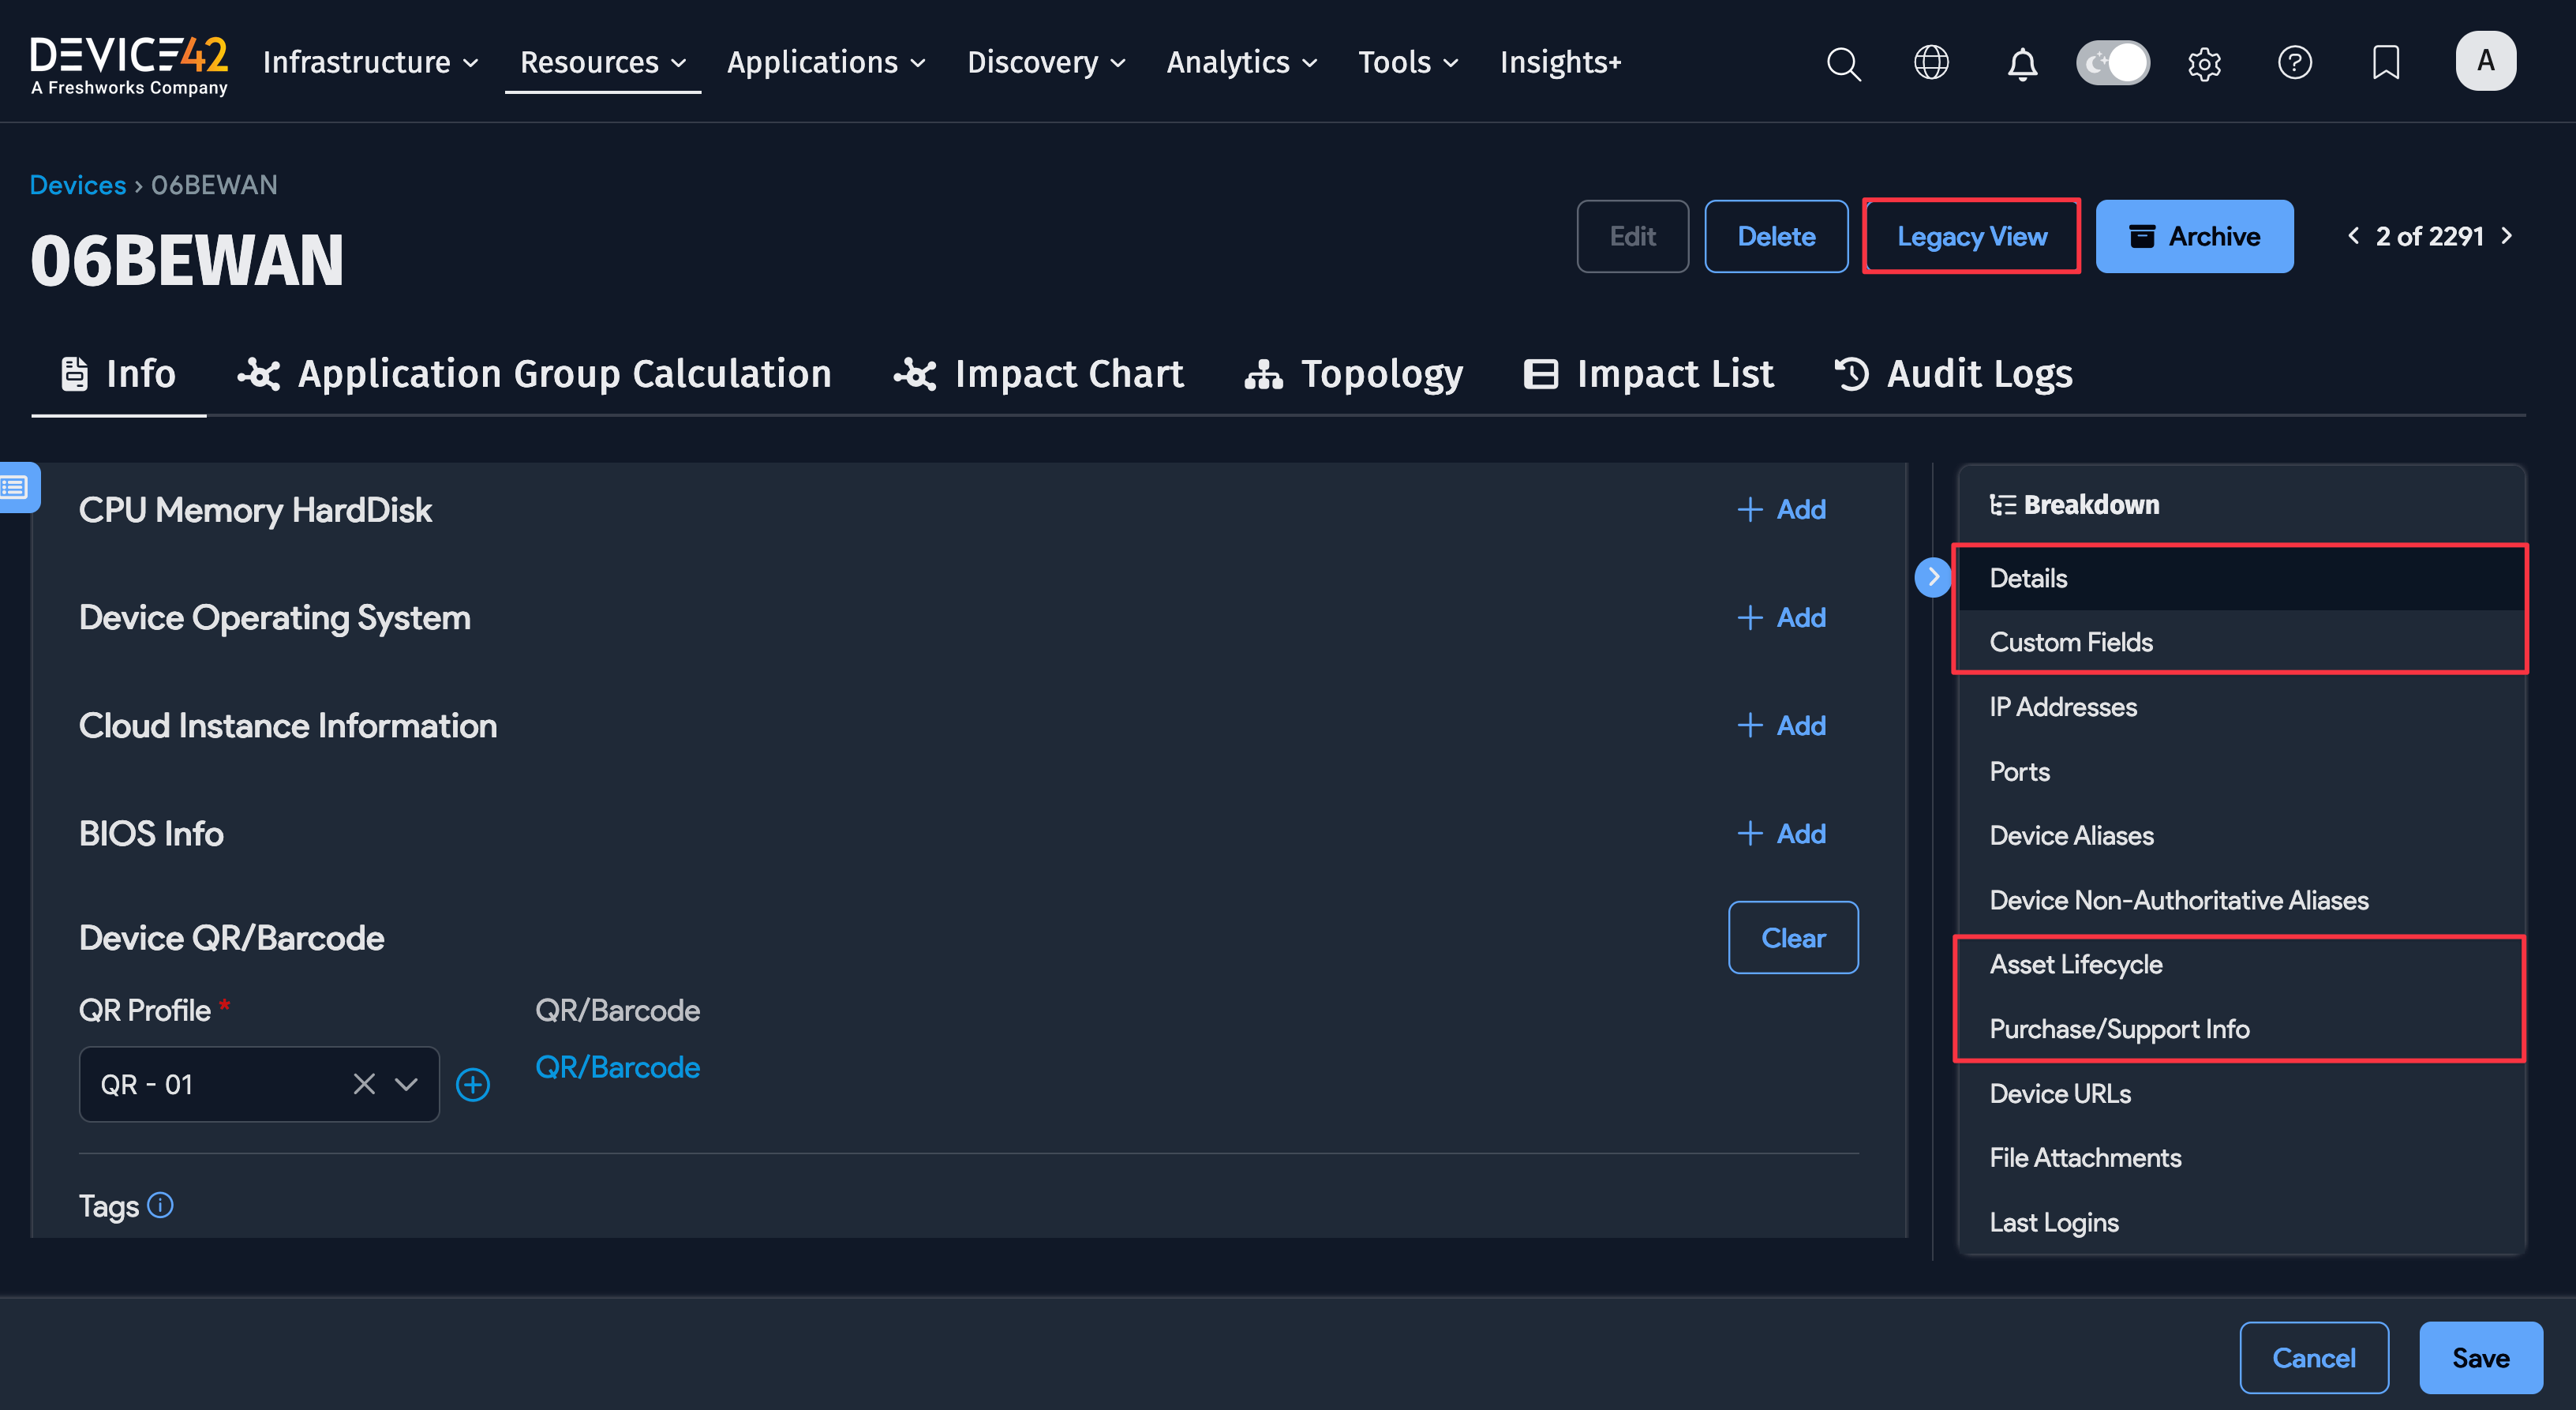 DEVICE42
A Freshworks Company
Infrastructure
Resources
Applications
Discovery
Analytics
Tools
Insights+
A
Devices › 06BEWAN
06BEWAN
Edit
Delete
Legacy View
Archive
2 of 2291
Info
Application Group Calculation
Impact Chart
Topology
Impact List
Audit Logs
CPU Memory HardDisk
+ Add
Device Operating System
+ Add
Cloud Instance Information
+ Add
BIOS Info
+ Add
Device QR/Barcode
Clear
QR Profile *
QR/Barcode
QR - 01
QR/Barcode
Tags
Breakdown
Details
Custom Fields
IP Addresses
Ports
Device Aliases
Device Non-Authoritative Aliases
Asset Lifecycle
Purchase/Support Info
Device URLs
File Attachments
Last Logins
Cancel
Save